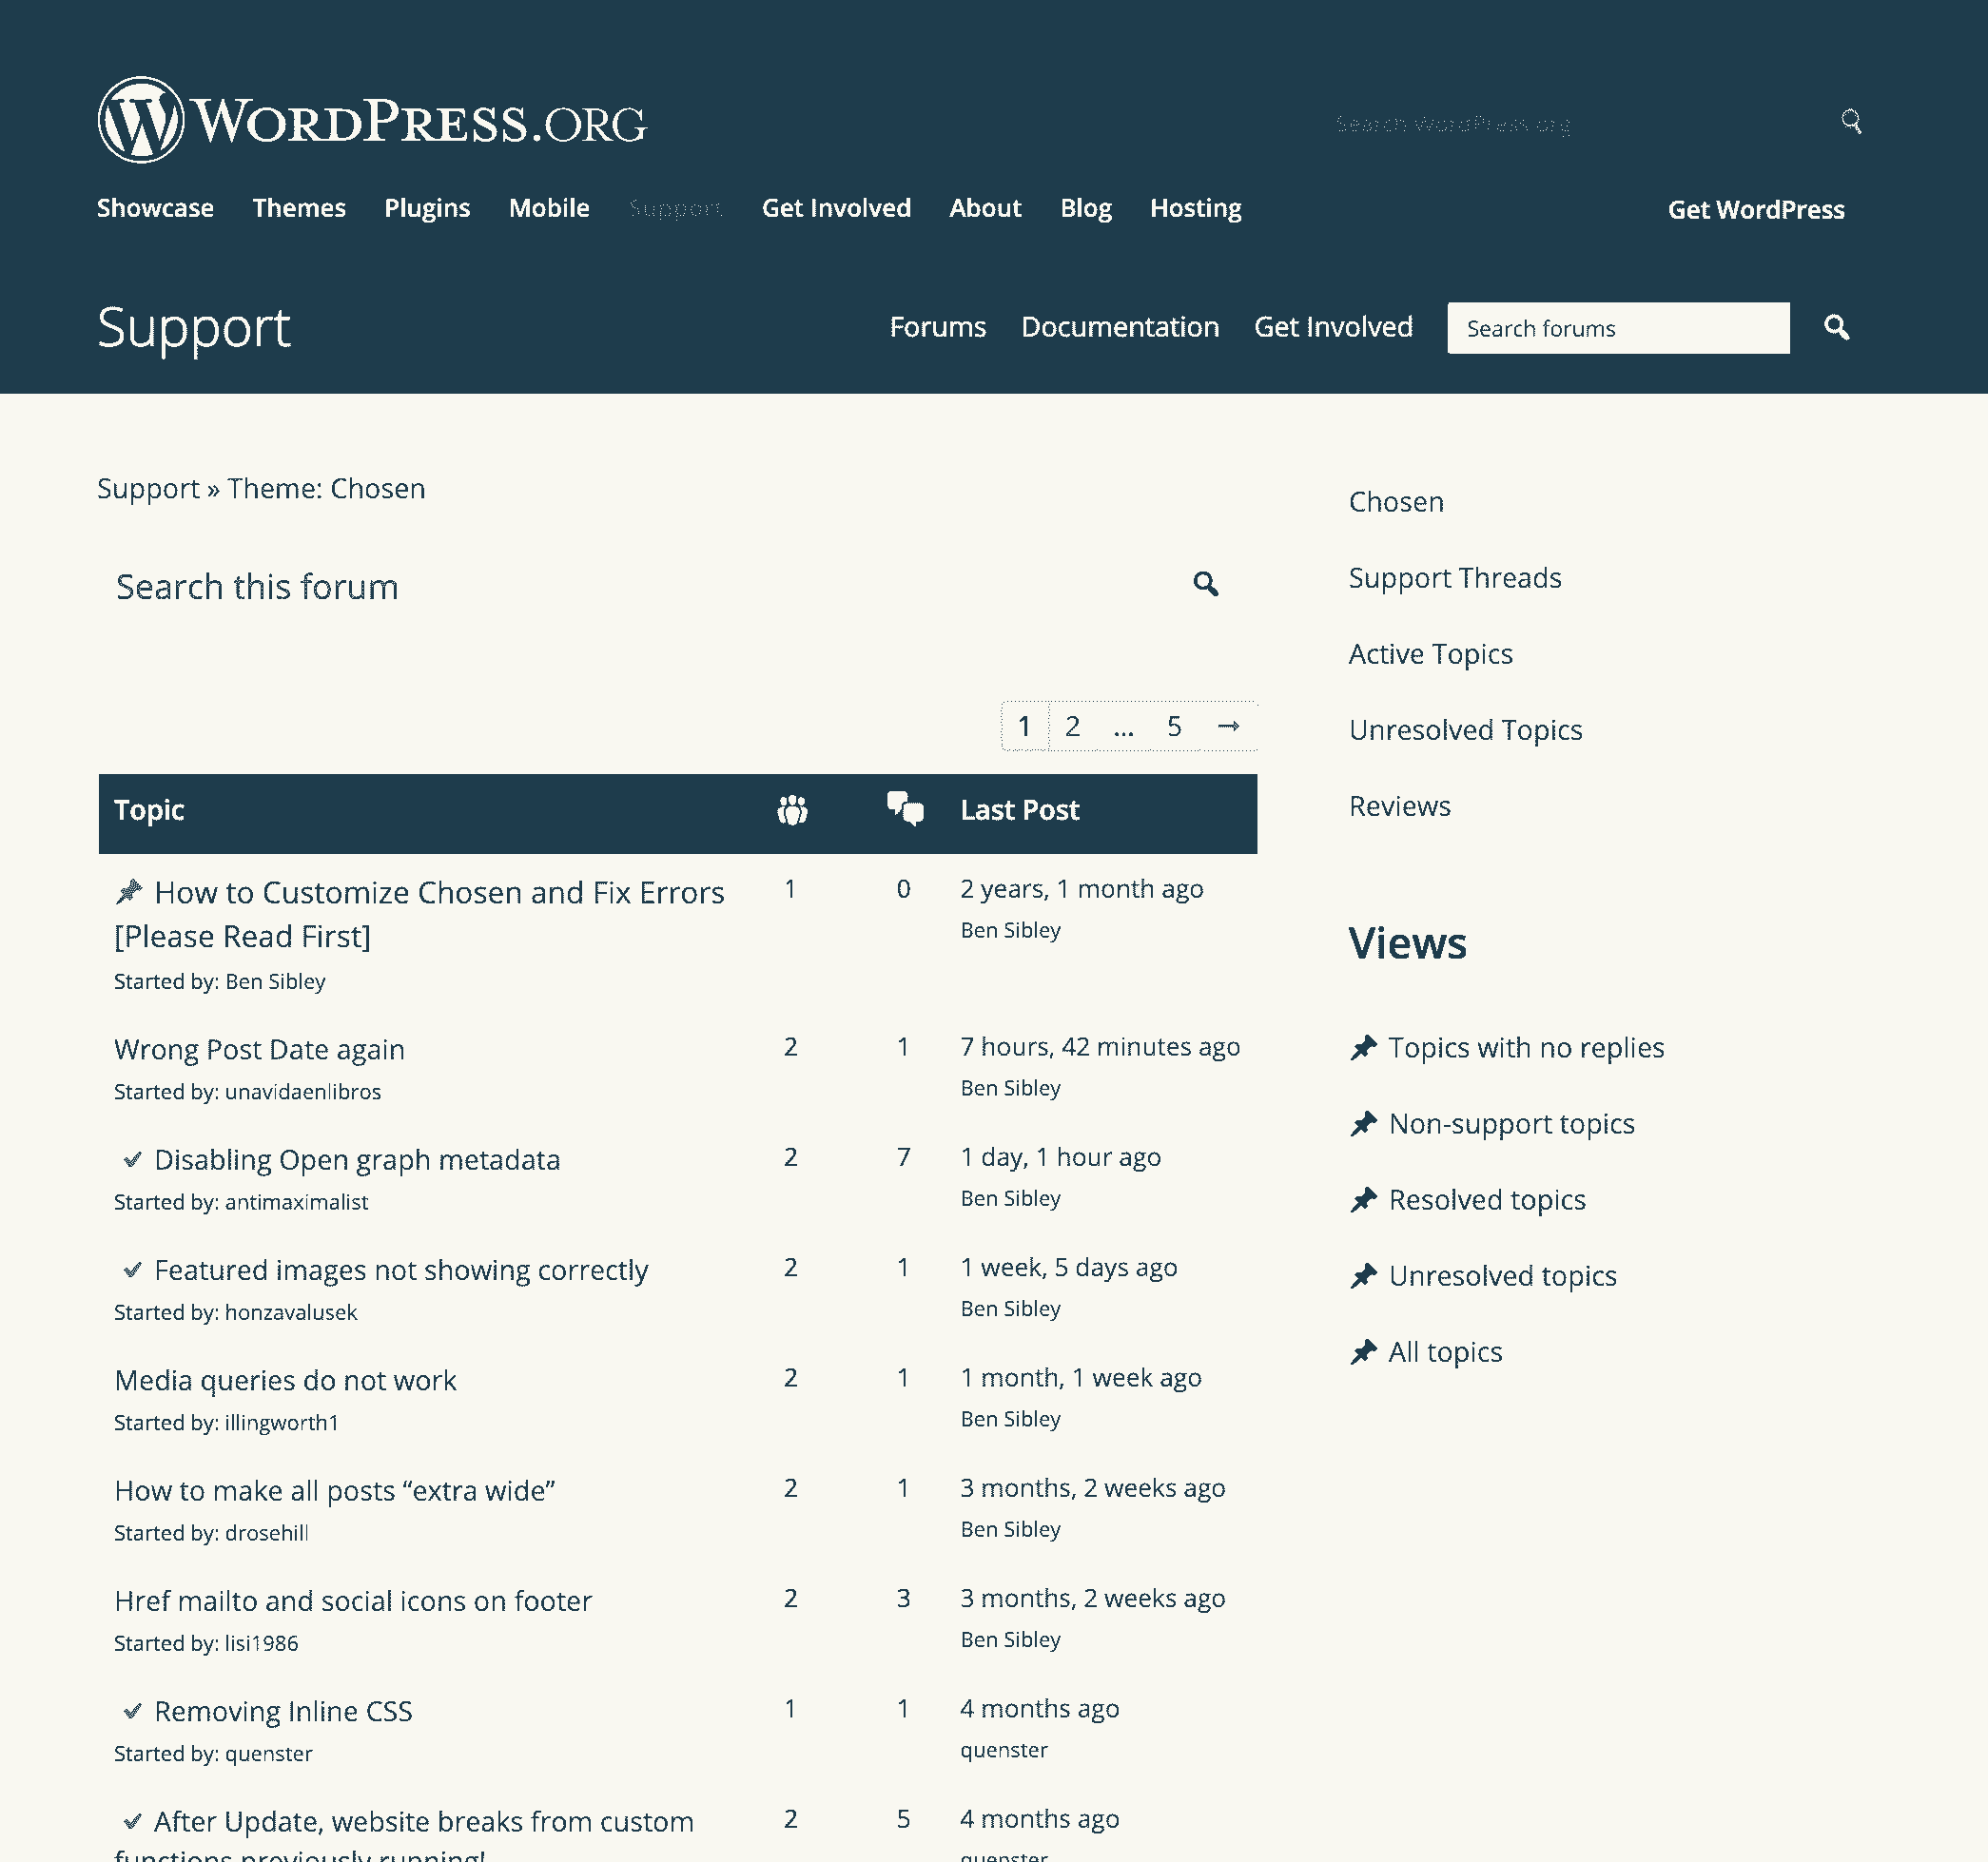 WORDPRESS.ORG
Search WordPress.org
Showcase Themes Plugins Mobile Support Get Involved About Blog Hosting Get WordPress
Support Forums Documentation Get Involved Search forums
Support » Theme: Chosen
Search this forum
1 2 … 5 →
Topic Last Post
How to Customize Chosen and Fix Errors 1 0 2 years, 1 month ago
[Please Read First] Ben Sibley
Started by: Ben Sibley
Wrong Post Date again 2 1 7 hours, 42 minutes ago
Started by: unavidaenlibros Ben Sibley
✔ Disabling Open graph metadata 2 7 1 day, 1 hour ago
Started by: antimaximalist Ben Sibley
✔ Featured images not showing correctly 2 1 1 week, 5 days ago
Started by: honzavalusek Ben Sibley
Media queries do not work 2 1 1 month, 1 week ago
Started by: illingworth1 Ben Sibley
How to make all posts “extra wide” 2 1 3 months, 2 weeks ago
Started by: drosehill Ben Sibley
Href mailto and social icons on footer 2 3 3 months, 2 weeks ago
Started by: lisi1986 Ben Sibley
✔ Removing Inline CSS 1 1 4 months ago
Started by: quenster quenster
✔ After Update, website breaks from custom 2 5 4 months ago
functions previously running! quenster
Chosen
Support Threads
Active Topics
Unresolved Topics
Reviews
Views
Topics with no replies
Non-support topics
Resolved topics
Unresolved topics
All topics